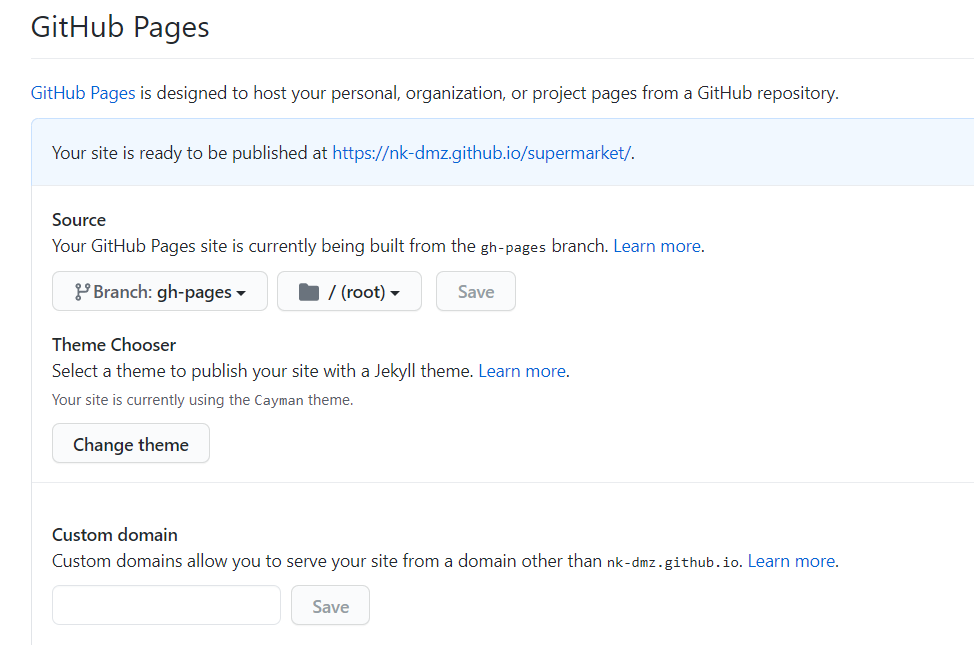 GitHub Pages
GitHub Pages is designed to host your personal, organization, or project pages from a GitHub repository.
Your site is ready to be published at https://nk-dmz.github.io/supermarket/.
Source
Your GitHub Pages site is currently being built from the gh-pages branch. Learn more.
Branch: gh-pages / (root) Save
Theme Chooser
Select a theme to publish your site with a Jekyll theme. Learn more.
Your site is currently using the Cayman theme.
Change theme
Custom domain
Custom domains allow you to serve your site from a domain other than nk-dmz.github.io. Learn more.
Save